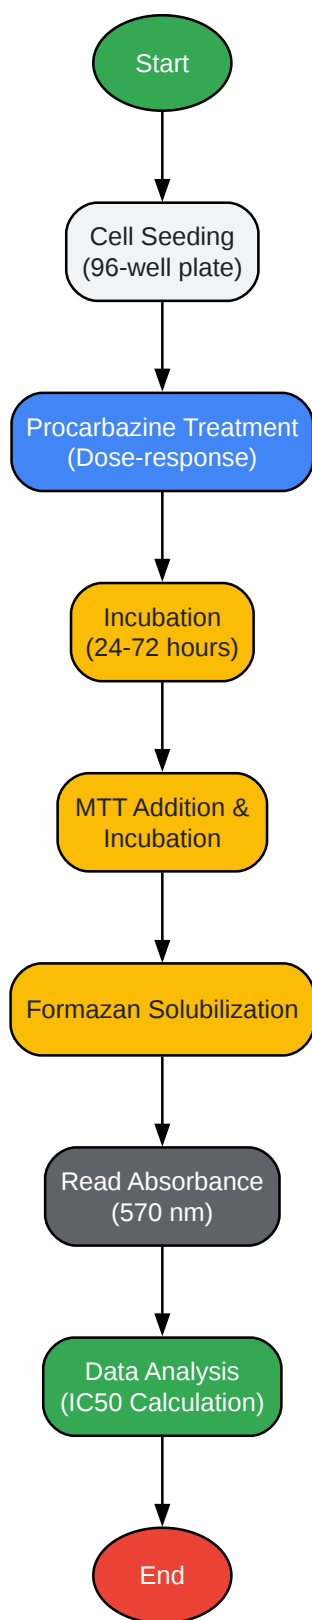 Start
Cell Seeding
(96-well plate)
Procarbazine Treatment
(Dose-response)
Incubation
(24-72 hours)
MTT Addition &
Incubation
Formazan Solubilization
Read Absorbance
(570 nm)
Data Analysis
(IC50 Calculation)
End